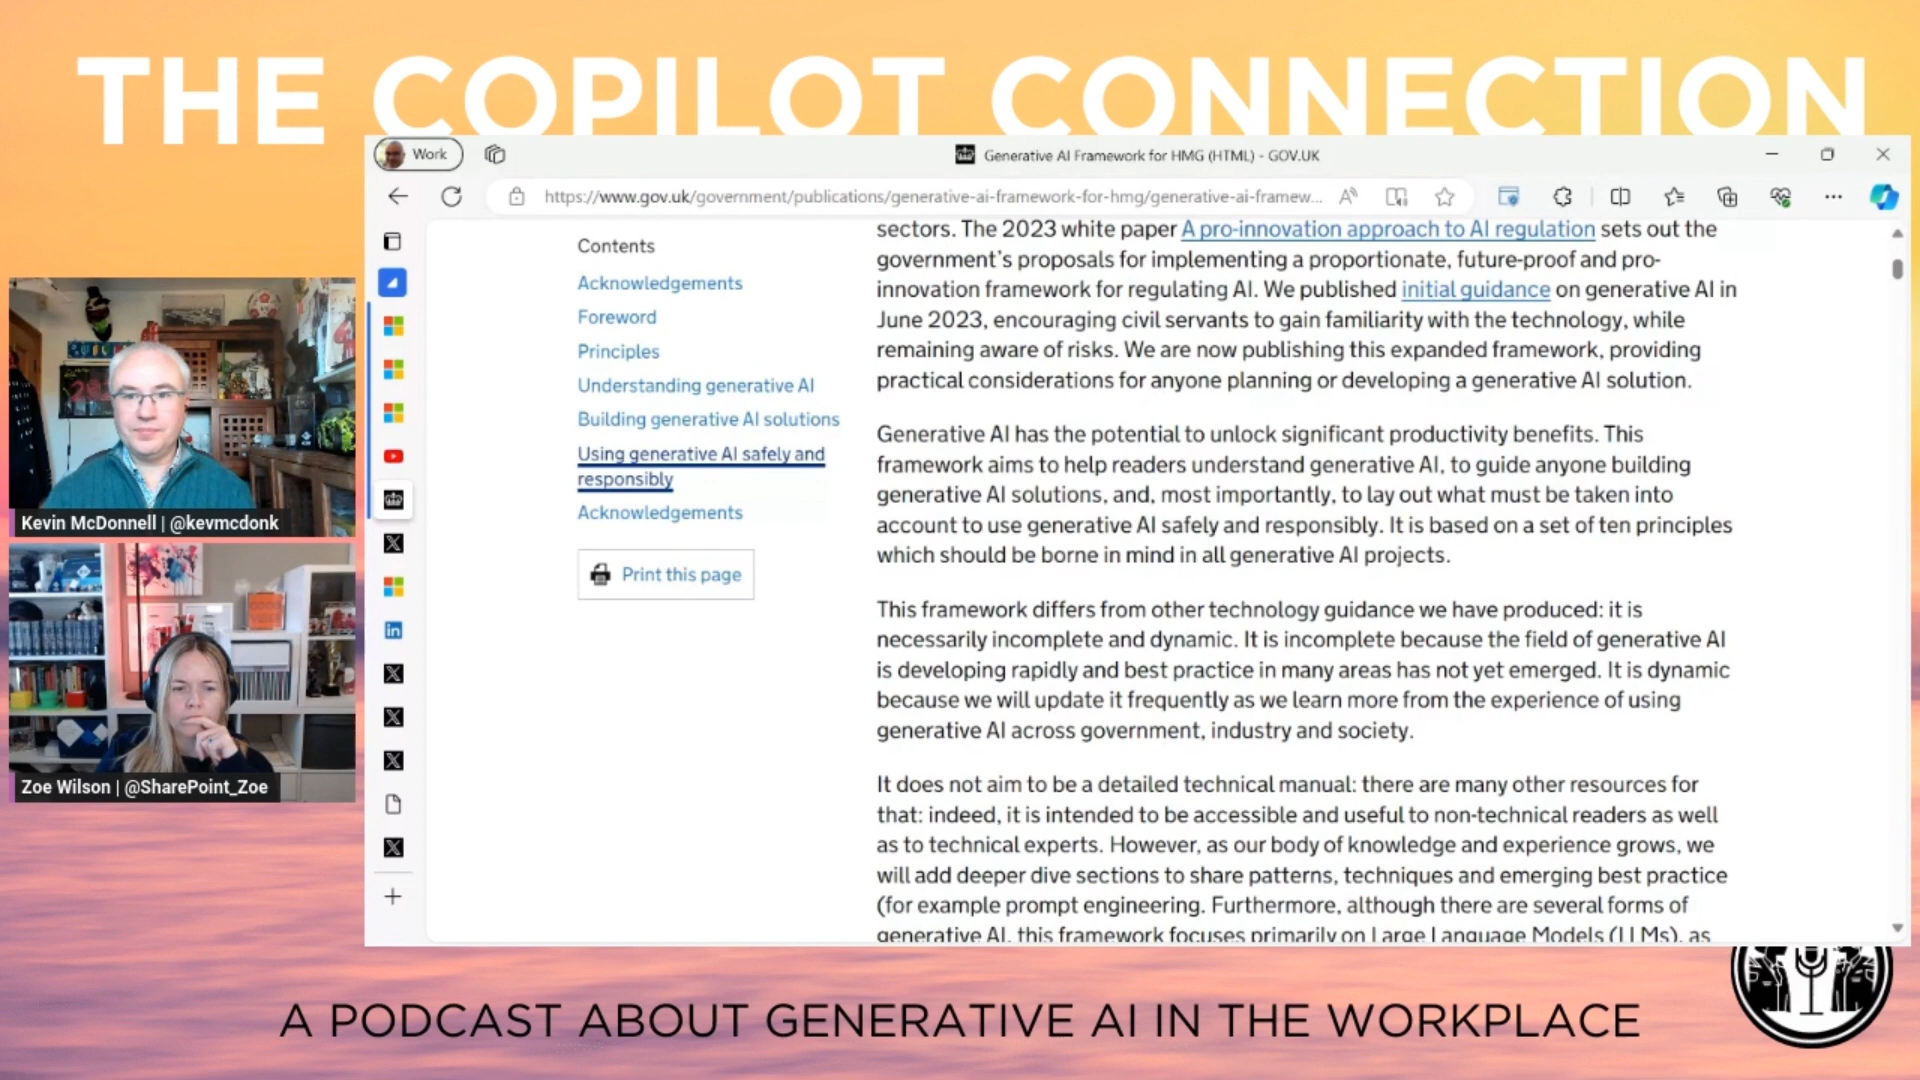 THE COPILOT CONNECTION
Work
Generative AI Framework for HMG (HTML) - GOV.UK
https://www.gov.uk/government/publications/generative-ai-framework-for-hmg/generative-ai-framew...
Contents
Acknowledgements
Foreword
Principles
Understanding generative AI
Building generative AI solutions
Using generative AI safely and
responsibly
Acknowledgements
Print this page
sectors. The 2023 white paper A pro-innovation approach to AI regulation sets out the
government's proposals for implementing a proportionate, future-proof and pro-
innovation framework for regulating AI. We published initial guidance on generative AI in
June 2023, encouraging civil servants to gain familiarity with the technology, while
remaining aware of risks. We are now publishing this expanded framework, providing
practical considerations for anyone planning or developing a generative AI solution.
Generative AI has the potential to unlock significant productivity benefits. This
framework aims to help readers understand generative AI, to guide anyone building
generative AI solutions, and, most importantly, to lay out what must be taken into
account to use generative AI safely and responsibly. It is based on a set of ten principles
which should be borne in mind in all generative AI projects.
This framework differs from other technology guidance we have produced: it is
necessarily incomplete and dynamic. It is incomplete because the field of generative AI
is developing rapidly and best practice in many areas has not yet emerged. It is dynamic
because we will update it frequently as we learn more from the experience of using
generative AI across government, industry and society.
It does not aim to be a detailed technical manual: there are many other resources for
that: indeed, it is intended to be accessible and useful to non-technical readers as well
as to technical experts. However, as our body of knowledge and experience grows, we
will add deeper dive sections to share patterns, techniques and emerging best practice
(for example prompt engineering. Furthermore, although there are several forms of
generative AI, this framework focuses primarily on Large Language Models (LLMs), as
Kevin McDonnell | @kevmcdonk
Zoe Wilson | @SharePoint_Zoe
A PODCAST ABOUT GENERATIVE AI IN THE WORKPLACE